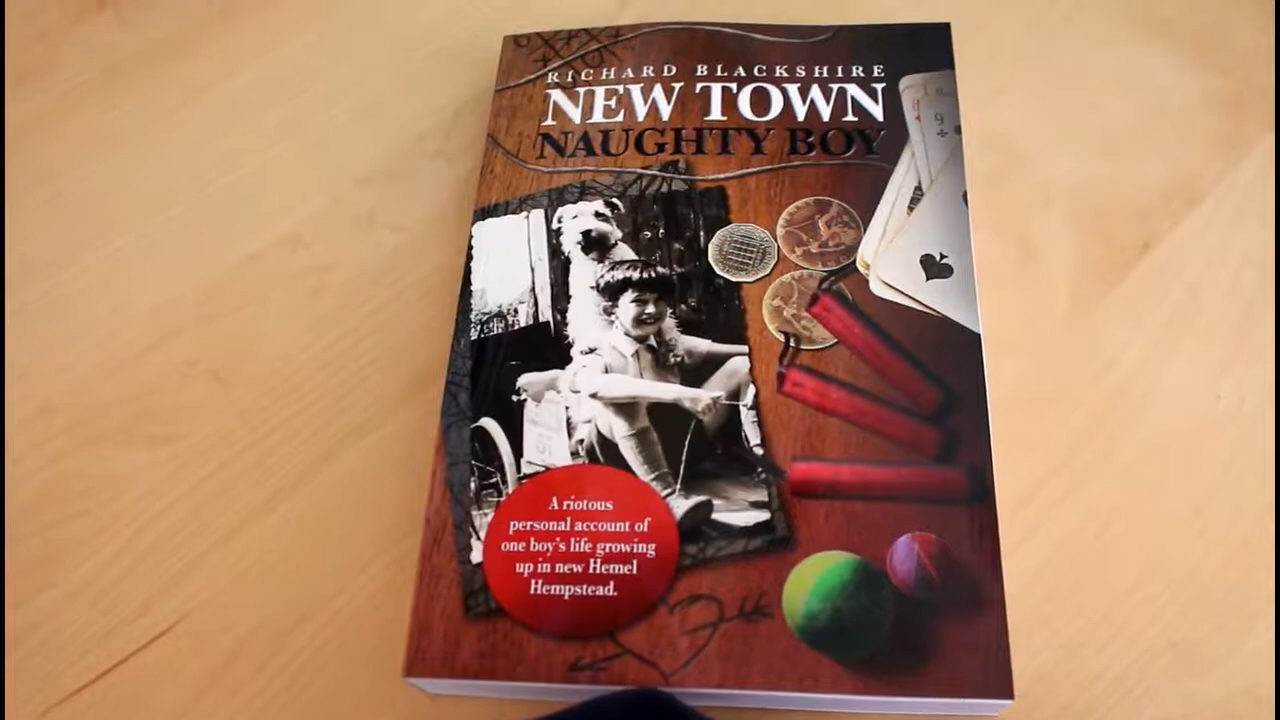 RICHARD BLACKSHIRE
NEW TOWN
NAUGHTY BOY
A riotous
personal account of
one boy's life growing
up in new Hemel
Hempstead.